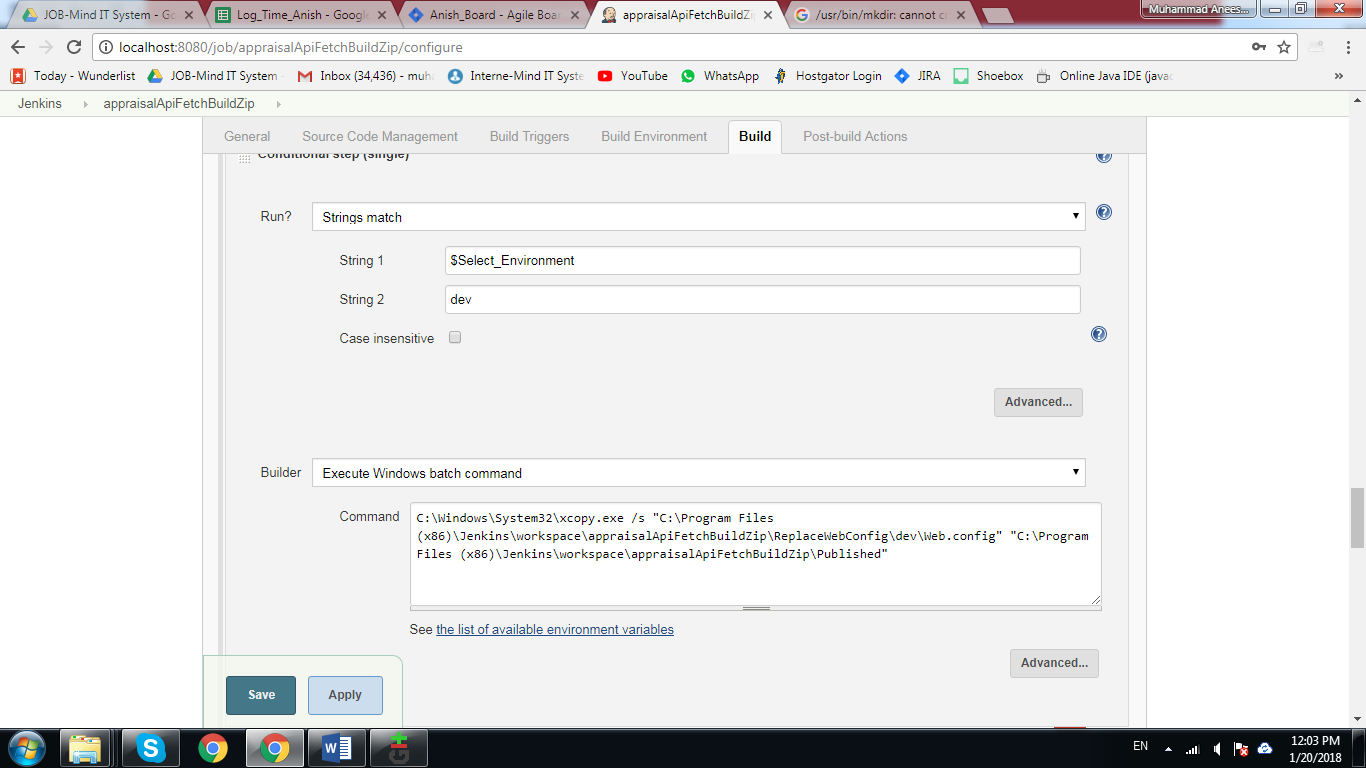 JOB-Mind IT System - Go
Log_Time_Anish - Google
Anish_Board - Agile Boar
appraisalApiFetchBuildZi
/usr/bin/mkdir: cannot c
Muhammad Anees...
localhost:8080/job/appraisalApiFetchBuildZip/configure
Today - Wunderlist
JOB-Mind IT System -
Inbox (34,436) - muh
Interne-Mind IT Syste
YouTube
WhatsApp
Hostgator Login
JIRA
Shoebox
Online Java IDE (javac
»
Jenkins
appraisalApiFetchBuildZip
General
Source Code Management
Build Triggers
Build Environment
Build
Post-build Actions
Conditional step (single)
Run?
Strings match
String 1
$Select_Environment
String 2
dev
Case insensitive
Advanced...
Builder
Execute Windows batch command
Command
C:\Windows\System32\xcopy.exe /s "C:\Program Files
(x86)\Jenkins\workspace\appraisalApiFetchBuildZip\ReplaceWebConfig\dev\Web.config" "C:\Program
Files (x86)\Jenkins\workspace\appraisalApiFetchBuildZip\Published"
See the list of available environment variables
Advanced...
Save
Apply
EN
12:03 PM
1/20/2018